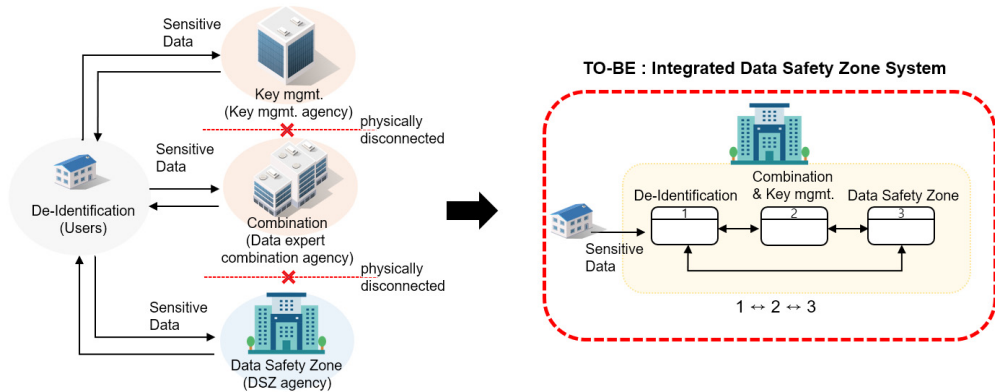 Sensitive
Data
Key mgmt.
(Key mgmt. agency)
physically
disconnected
Sensitive
Data
De-Identification
(Users)
Combination
(Data expert
combination agency)
physically
disconnected
Sensitive
Data
Data Safety Zone
(DSZ agency)
TO-BE : Integrated Data Safety Zone System
De-Identification
Combination
& Key mgmt.
Data Safety Zone
1
2
3
Sensitive
Data
1 ↔ 2 ↔ 3